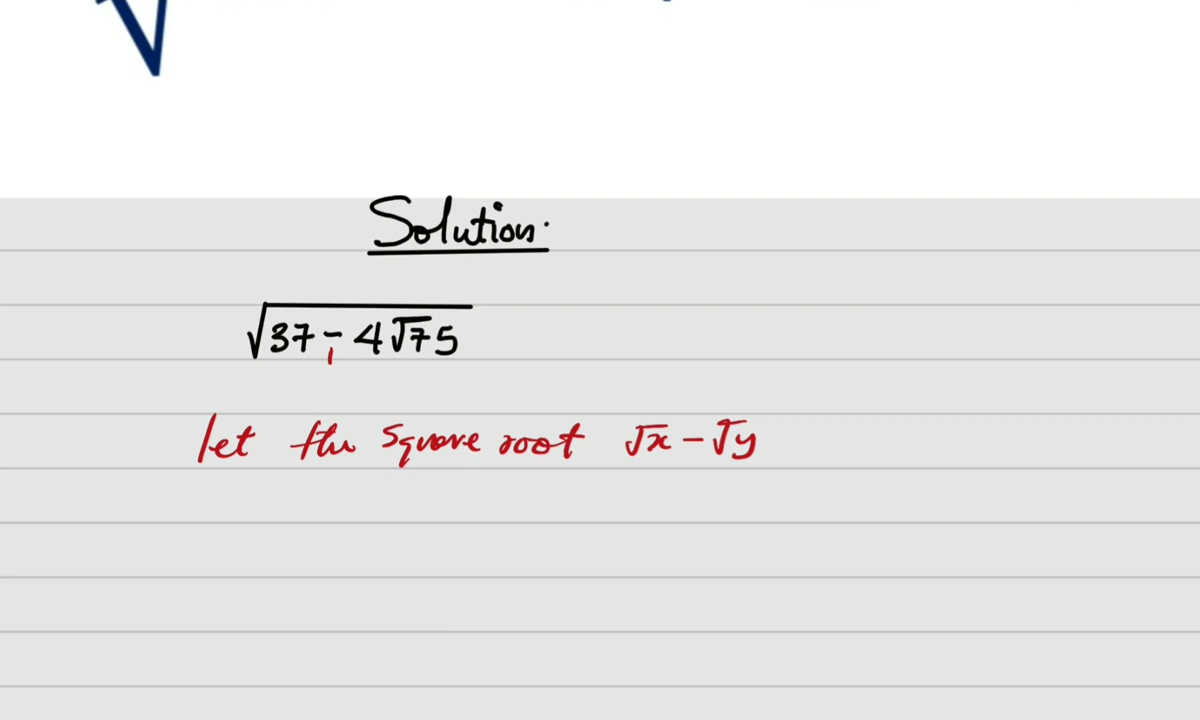 Solution.
√37 - 4√75
let the square root √x - √y